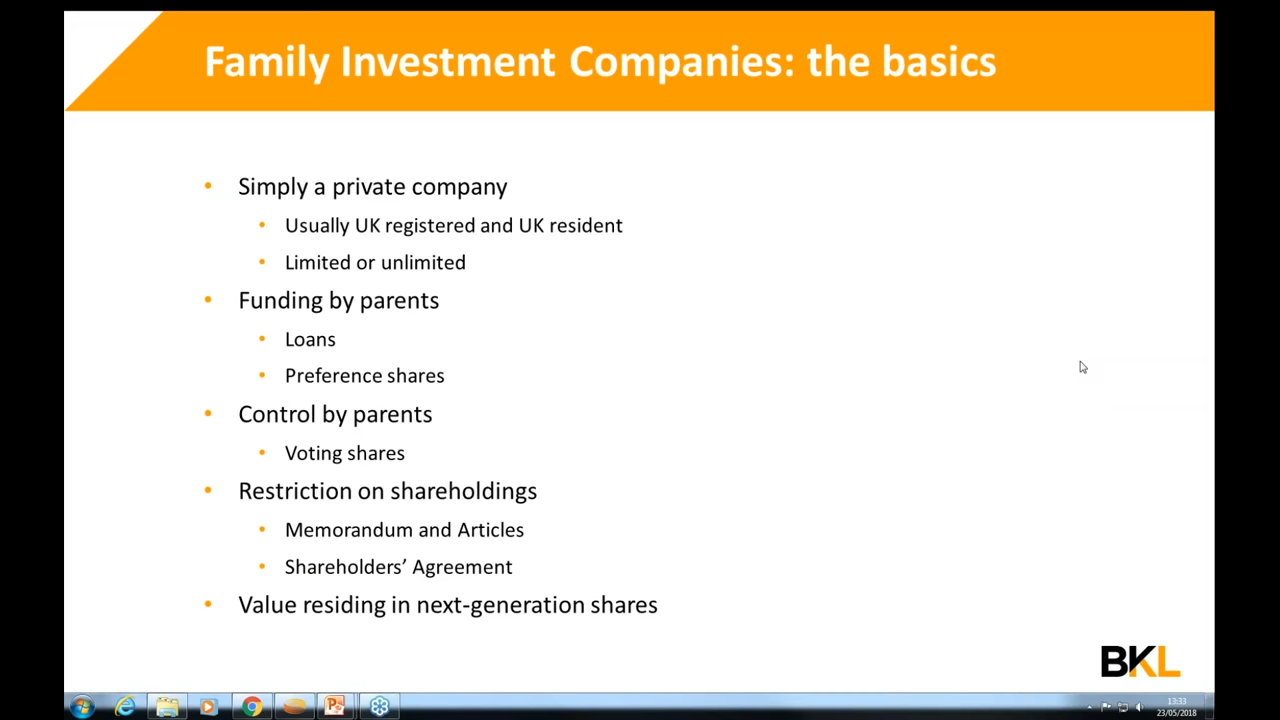 Family Investment Companies: the basics
• Simply a private company
• Usually UK registered and UK resident
• Limited or unlimited
• Funding by parents
• Loans
• Preference shares
• Control by parents
• Voting shares
• Restriction on shareholdings
• Memorandum and Articles
• Shareholders’ Agreement
• Value residing in next-generation shares
BKL
13:33
23/05/2018